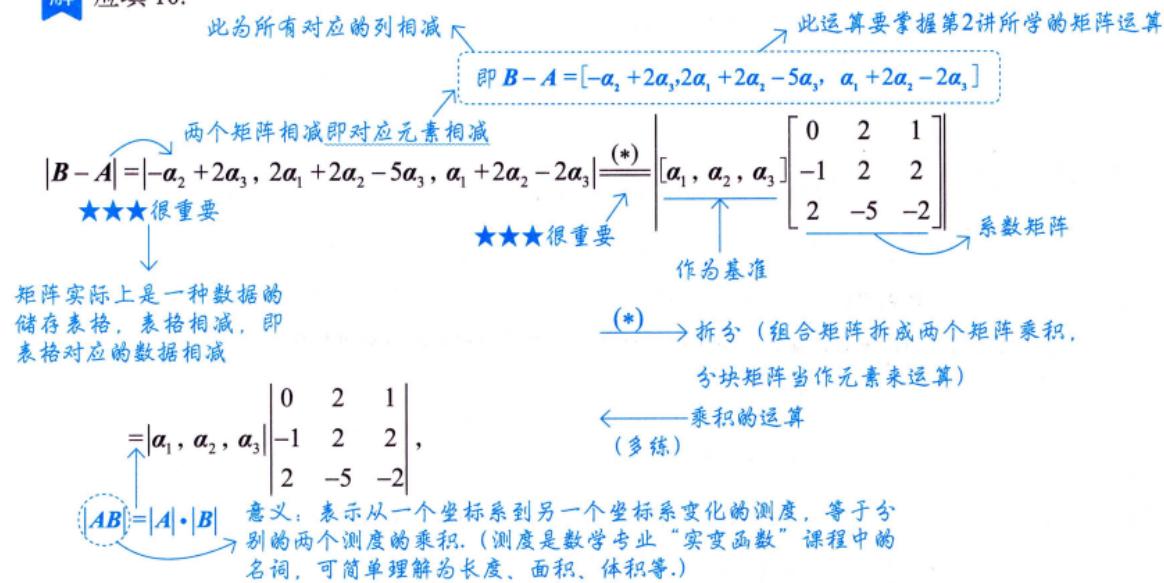 解 应填 10.
此为所有对应的列相减
此运算要掌握第2讲所学的矩阵运算
即 B - A = [-α₂ + 2α₃, 2α₁ + 2α₂ - 5α₃, α₁ + 2α₂ - 2α₃]
两个矩阵相减即对应元素相减
|B - A| = |-α₂ + 2α₃, 2α₁ + 2α₂ - 5α₃, α₁ + 2α₂ - 2α₃| (*) = | [α₁, α₂, α₃] [0 2 1
-1 2 2
2 -5 -2] |
★★★很重要
★★★很重要
系数矩阵
作为基准
矩阵实际上是一种数据的
储存表格, 表格相减, 即
表格对应的数据相减
(*) → 拆分 (组合矩阵拆成两个矩阵乘积,
分块矩阵当作元素来运算)
← 乘积的运算
(多练)
= |α₁, α₂, α₃| |0 2 1
-1 2 2
2 -5 -2| ,
|AB| = |A|·|B|
意义: 表示从一个坐标系到另一个坐标系变化的测度, 等于分
别的两个测度的乘积. (测度是数学专业“实变函数”课程中的
名词, 可简单理解为长度、面积、体积等.)